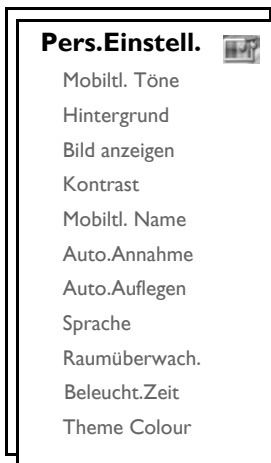 Pers.Einstell.
Mobiltl. Töne
Hintergrund
Bild anzeigen
Kontrast
Mobiltl. Name
Auto.Annahme
Auto.Auflegen
Sprache
Raumüberwach.
Beleucht.Zeit
Theme Colour